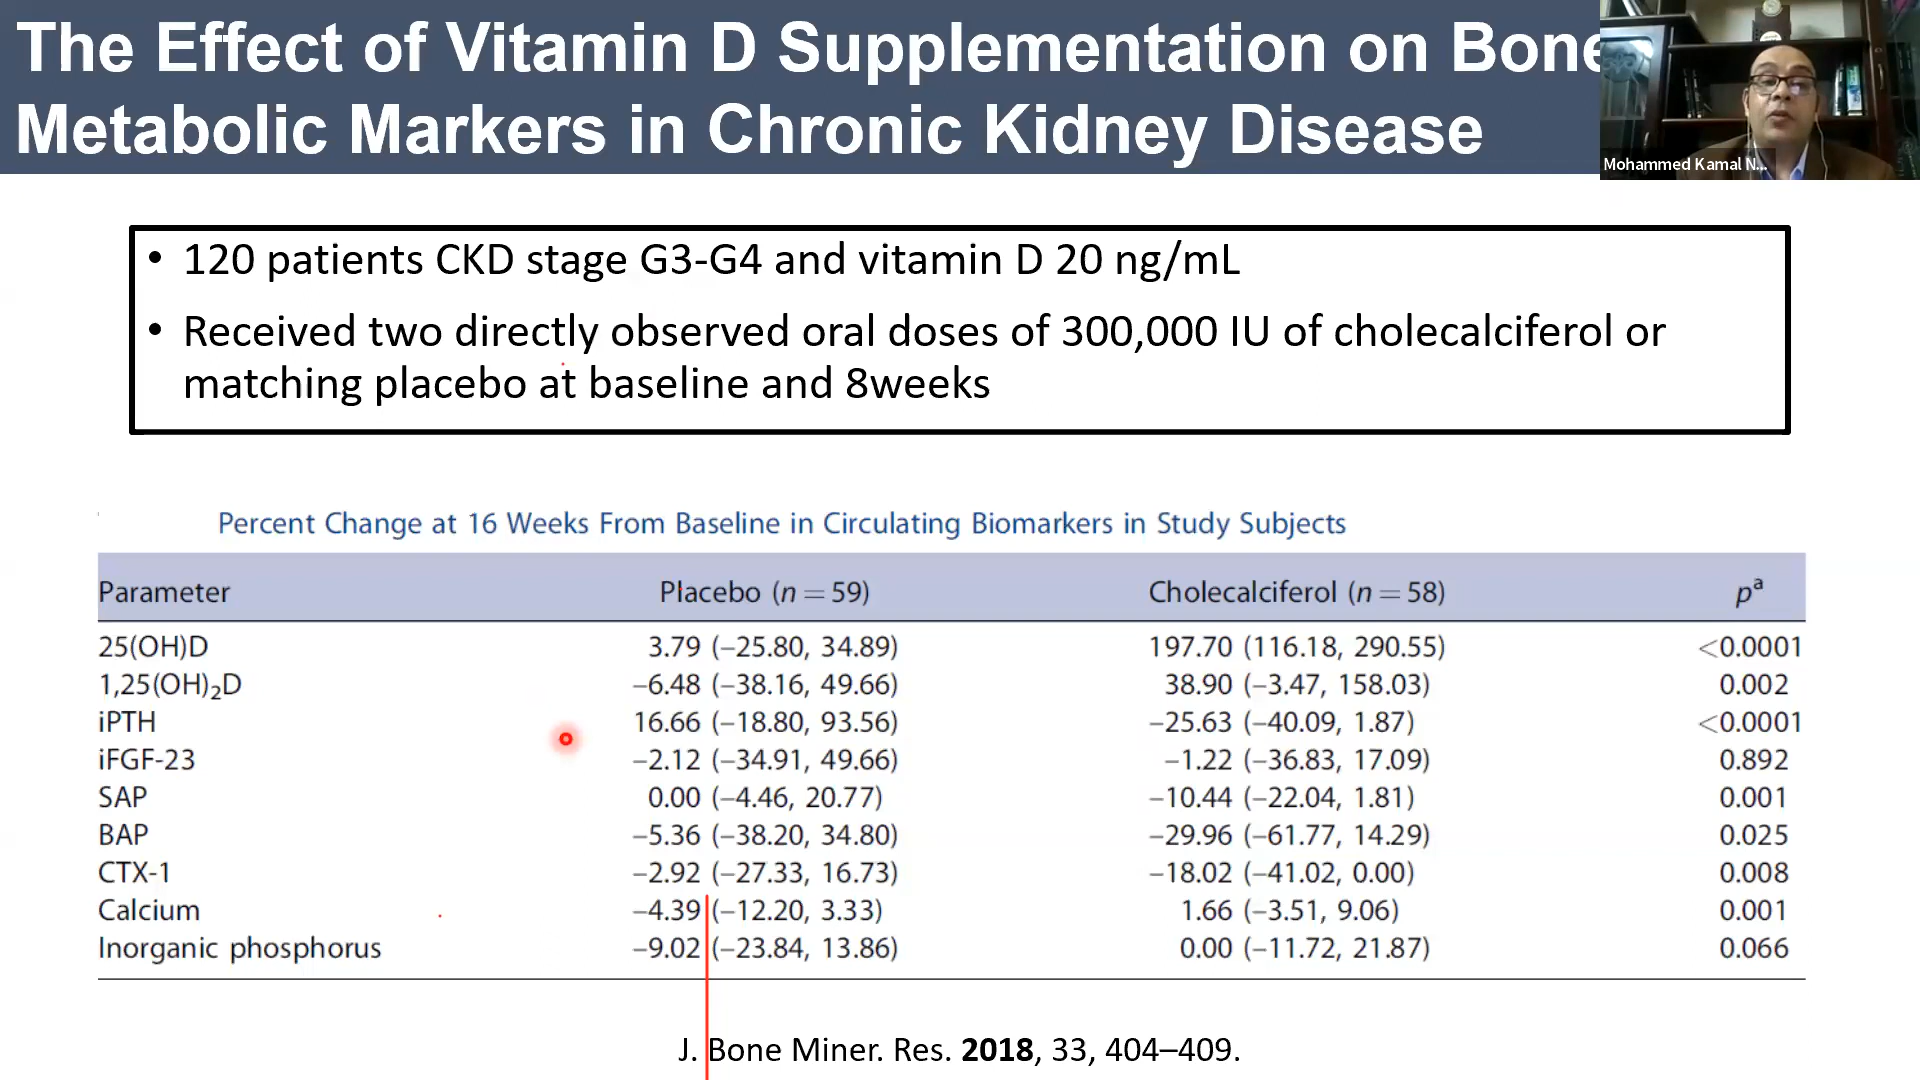 The Effect of Vitamin D Supplementation on Bone
Metabolic Markers in Chronic Kidney Disease
Mohammed Kamal N...
• 120 patients CKD stage G3-G4 and vitamin D 20 ng/mL
• Received two directly observed oral doses of 300,000 IU of cholecalciferol or
matching placebo at baseline and 8weeks
Percent Change at 16 Weeks From Baseline in Circulating Biomarkers in Study Subjects
Parameter Placebo (n = 59) Cholecalciferol (n = 58) pᵃ
25(OH)D 3.79 (–25.80, 34.89) 197.70 (116.18, 290.55) <0.0001
1,25(OH)₂D –6.48 (–38.16, 49.66) 38.90 (–3.47, 158.03) 0.002
iPTH 16.66 (–18.80, 93.56) –25.63 (–40.09, 1.87) <0.0001
iFGF-23 –2.12 (–34.91, 49.66) –1.22 (–36.83, 17.09) 0.892
SAP 0.00 (–4.46, 20.77) –10.44 (–22.04, 1.81) 0.001
BAP –5.36 (–38.20, 34.80) –29.96 (–61.77, 14.29) 0.025
CTX-1 –2.92 (–27.33, 16.73) –18.02 (–41.02, 0.00) 0.008
Calcium –4.39 (–12.20, 3.33) 1.66 (–3.51, 9.06) 0.001
Inorganic phosphorus –9.02 (–23.84, 13.86) 0.00 (–11.72, 21.87) 0.066
J. Bone Miner. Res. 2018, 33, 404–409.